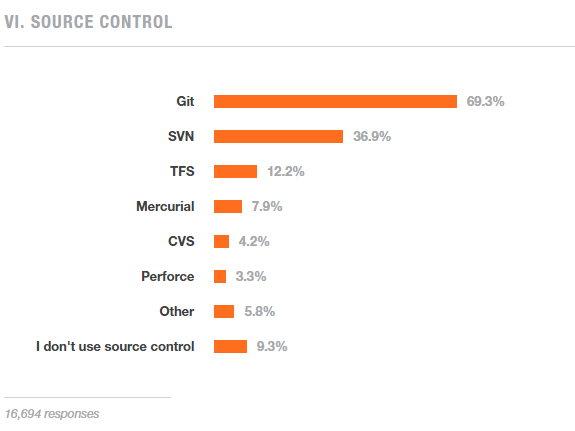 VI. SOURCE CONTROL
Git 69.3%
SVN 36.9%
TFS 12.2%
Mercurial 7.9%
CVS 4.2%
Perforce 3.3%
Other 5.8%
I don't use source control 9.3%
16,694 responses